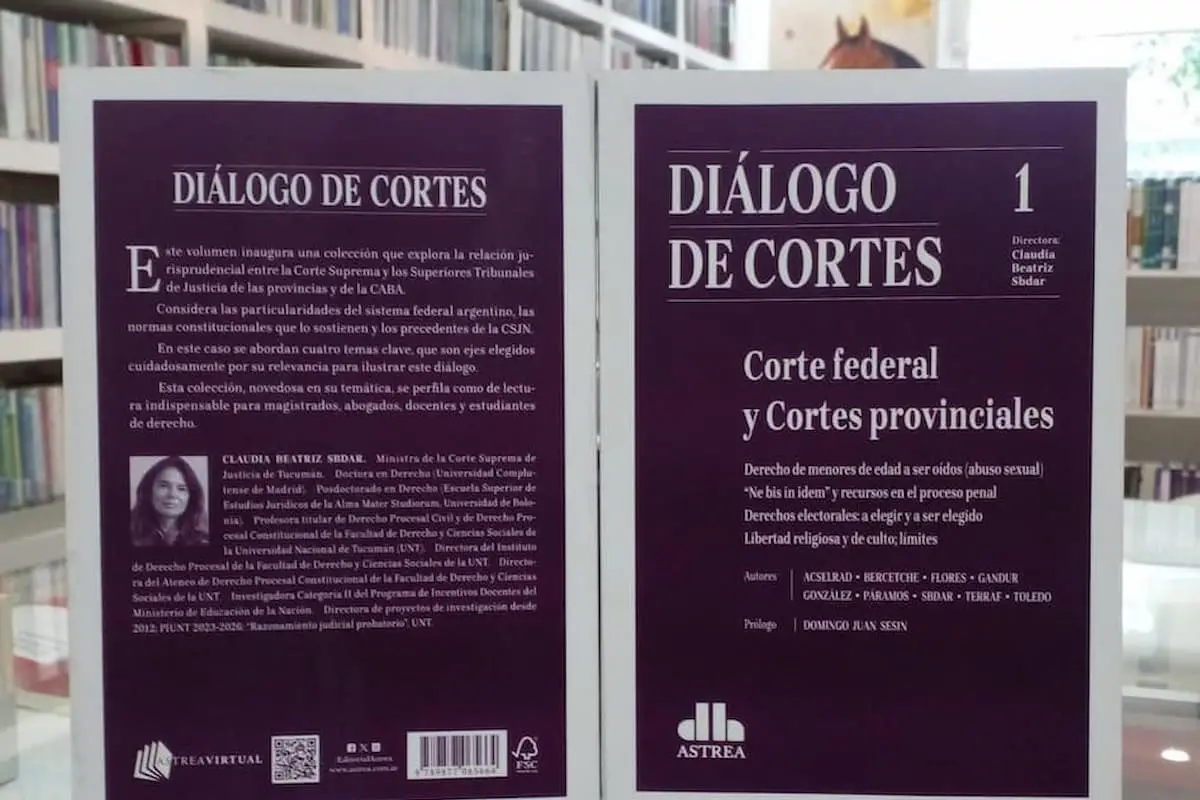 DIÁLOGO DE CORTES
Este volumen inaugura una colección que explora la relación ju-
risprudencial entre la Corte Suprema y los Superiores Tribunales
de Justicia de las provincias y de la CABA.
Considera las particularidades del sistema federal argentino, las
normas constitucionales que lo sostienen y los precedentes de la CSJN.
En este caso se abordan cuatro temas clave, que son ejes elegidos
cuidadosamente por su relevancia para ilustrar este diálogo.
Esta colección, novedosa en su temática, se perfila como de lectu-
ra indispensable para magistrados, abogados, docentes y estudiantes
de derecho.
CLAUDIA BEATRIZ SBDAR. Ministra de la Corte Suprema de
Justicia de Tucumán. Doctora en Derecho (Universidad Complu-
tense de Madrid). Posdoctorado en Derecho (Escuela Superior de
Estudios Jurídicos de la Alma Mater Studiorum, Universidad de Bolo-
nia). Profesora titular de Derecho Procesal Civil y de Derecho Pro-
cesal Constitucional de la Facultad de Derecho y Ciencias Sociales de
la Universidad Nacional de Tucumán (UNT). Directora del Instituto
de Derecho Procesal de la Facultad de Derecho y Ciencias Sociales de la UNT. Directo-
ra del Ateneo de Derecho Procesal Constitucional de la Facultad de Derecho y Ciencias
Sociales de la UNT. Investigadora Categoría II del Programa de Incentivos Docentes del
Ministerio de Educación de la Nación. Directora de proyectos de investigación desde
2012; PIUNT 2023-2026: "Razonamiento judicial probatorio", UNT.
ASTREAVIRTUAL
EditorialAstrea
www.astrea.com.ar
FSC
DIÁLOGO
DE CORTES
1
Directora:
Claudia
Beatriz
Sbdar
Corte federal
y Cortes provinciales
Derecho de menores de edad a ser oídos (abuso sexual)
"Ne bis in idem" y recursos en el proceso penal
Derechos electorales: a elegir y a ser elegido
Libertad religiosa y de culto; límites
Autores ACSELRAD • BERCETCHE • FLORES • GANDUR
GONZÁLEZ • PÁRAMOS • SBDAR • TERRAF • TOLEDO
Prólogo DOMINGO JUAN SESIN
ASTREA